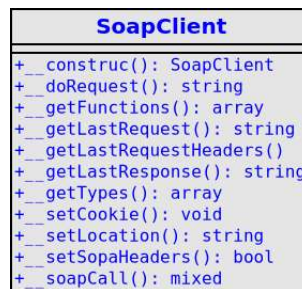 SoapClient
+__construc(): SoapClient
+__doRequest(): string
+__getFunctions(): array
+__getLastRequest(): string
+__getLastRequestHeaders()
+__getLastResponse(): string
+__getTypes(): array
+__setCookie(): void
+__setLocation(): string
+__setSopaHeaders(): bool
+__soapCall(): mixed